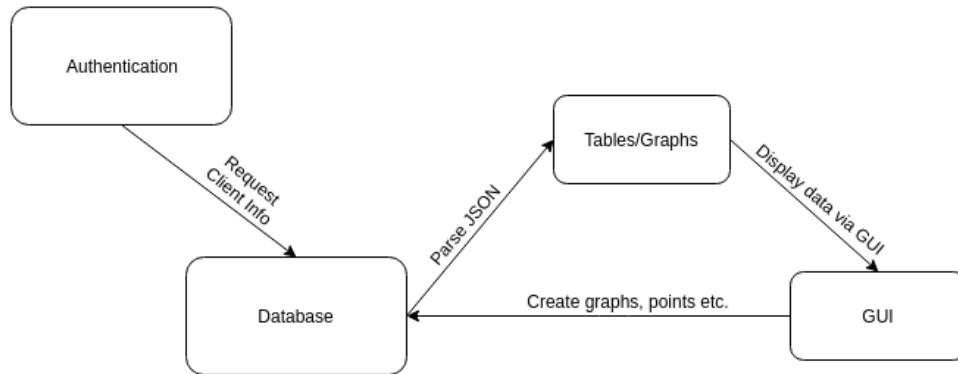 Authentication
Request
Client Info
Tables/Graphs
Parse JSON
Display data via GUI
Database
Create graphs, points etc.
GUI